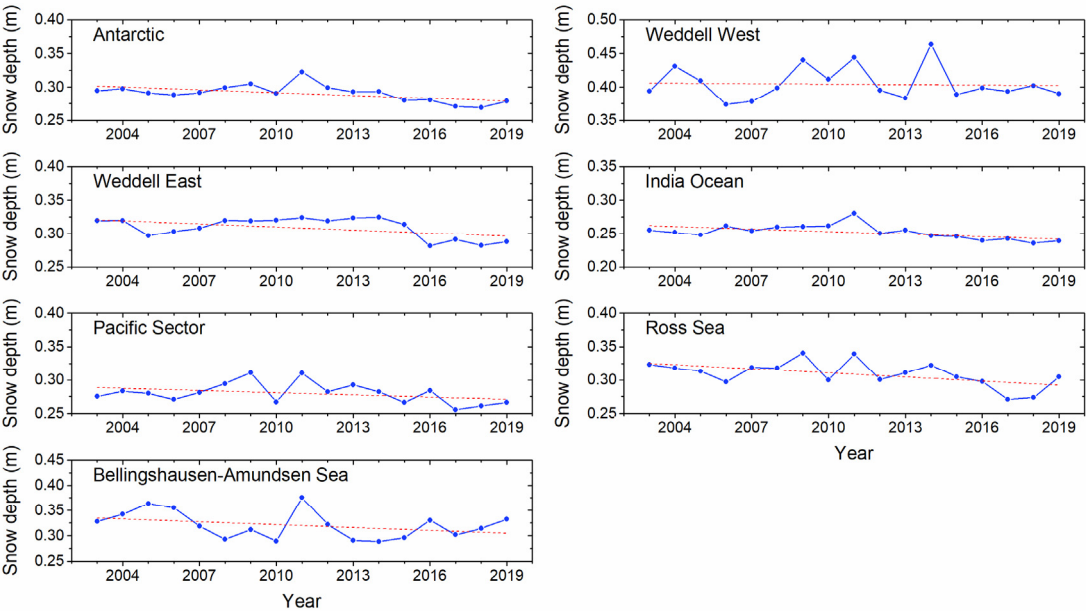 Snow depth (m)
0.40
0.35
0.30
0.25
Antarctic
2004 2007 2010 2013 2016 2019
Snow depth (m)
0.50
0.45
0.40
0.35
Weddell West
2004 2007 2010 2013 2016 2019
Snow depth (m)
0.40
0.35
0.30
0.25
Weddell East
2004 2007 2010 2013 2016 2019
Snow depth (m)
0.35
0.30
0.25
0.20
India Ocean
2004 2007 2010 2013 2016 2019
Snow depth (m)
0.40
0.35
0.30
0.25
Pacific Sector
2004 2007 2010 2013 2016 2019
Snow depth (m)
0.40
0.35
0.30
0.25
Ross Sea
2004 2007 2010 2013 2016 2019
Year
Snow depth (m)
0.45
0.40
0.35
0.30
0.25
Bellingshausen-Amundsen Sea
2004 2007 2010 2013 2016 2019
Year